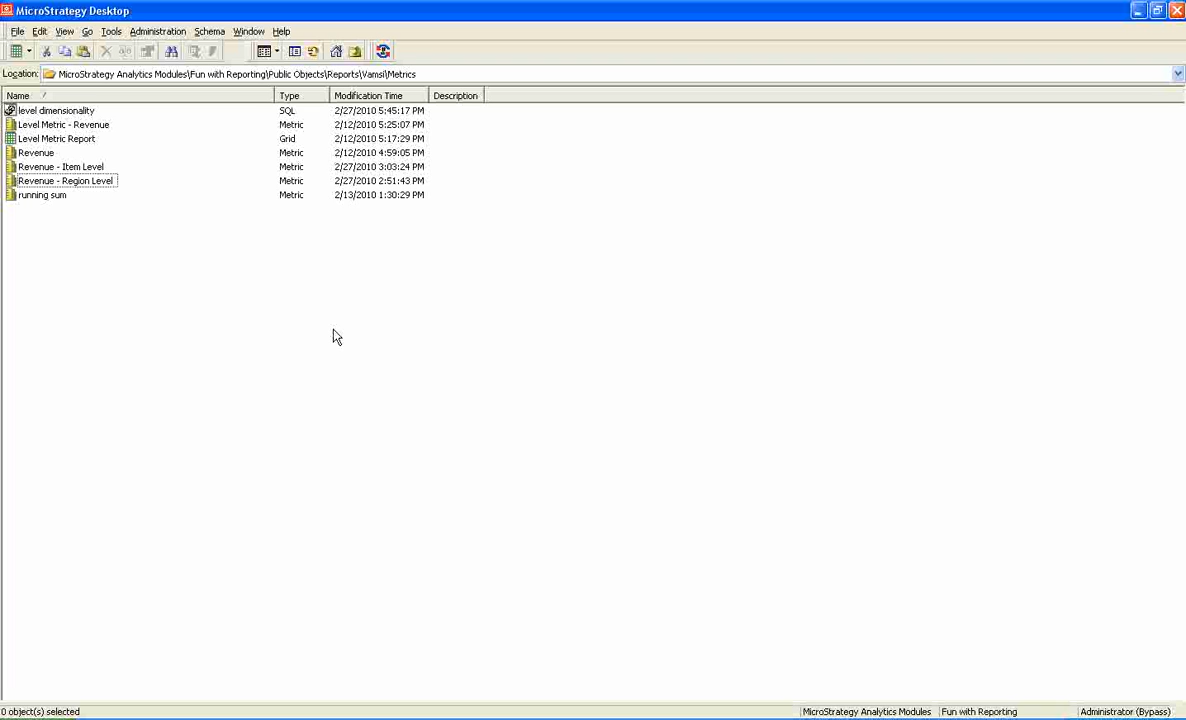 MicroStrategy Desktop
File Edit View Go Tools Administration Schema Window Help
Location: MicroStrategy Analytics Modules\Fun with Reporting\Public Objects\Reports\Vamsi\Metrics
Name Type Modification Time Description
level dimensionality SQL 2/27/2010 5:45:17 PM
Level Metric - Revenue Metric 2/12/2010 5:25:07 PM
Level Metric Report Grid 2/12/2010 5:17:29 PM
Revenue Metric 2/12/2010 4:59:05 PM
Revenue - Item Level Metric 2/27/2010 3:03:24 PM
Revenue - Region Level Metric 2/27/2010 2:51:43 PM
running sum Metric 2/13/2010 1:30:29 PM
0 object(s) selected MicroStrategy Analytics Modules Fun with Reporting Administrator (Bypass)